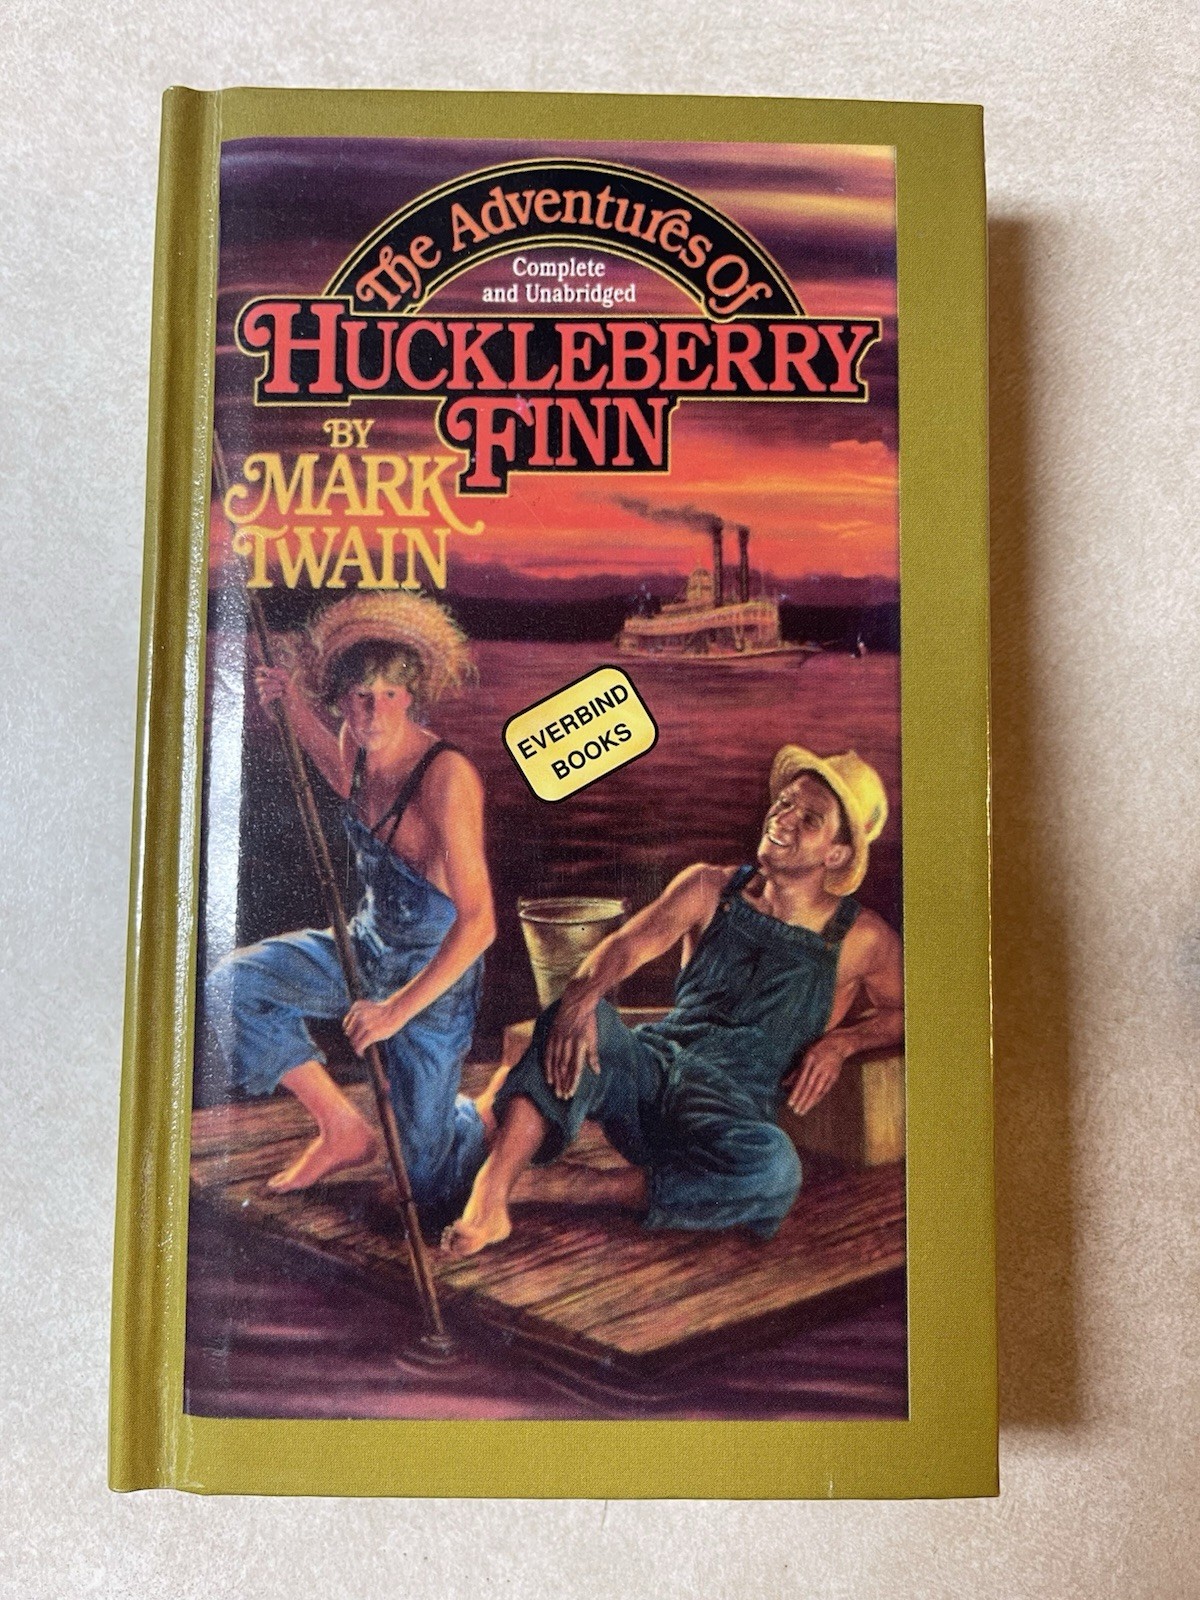 The Adventures Of
Complete
and Unabridged
HUCKLEBERRY
FINN
BY
MARK
TWAIN
EVERBIND
BOOKS